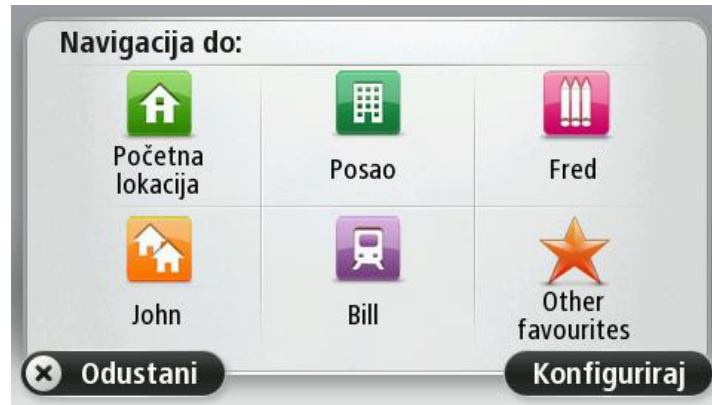 Navigacija do:
Početna
lokacija
Posao
Fred
John
Bill
Other
favourites
Odustani
Konfiguriraj